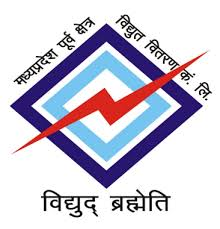 मध्यप्रदेश पूर्व क्षेत्र
विद्युत वितरण कं. लि.
विद्युद् ब्रह्मेति